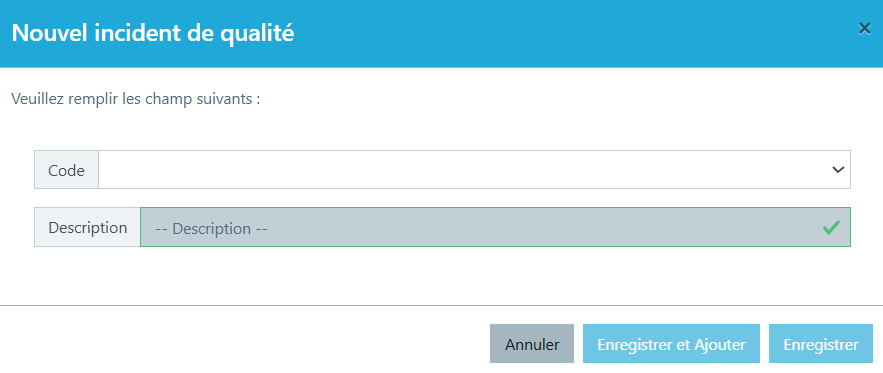 Nouvel incident de qualité
Veuillez remplir les champ suivants :
Code
Description -- Description --
Annuler Enregistrer et Ajouter Enregistrer